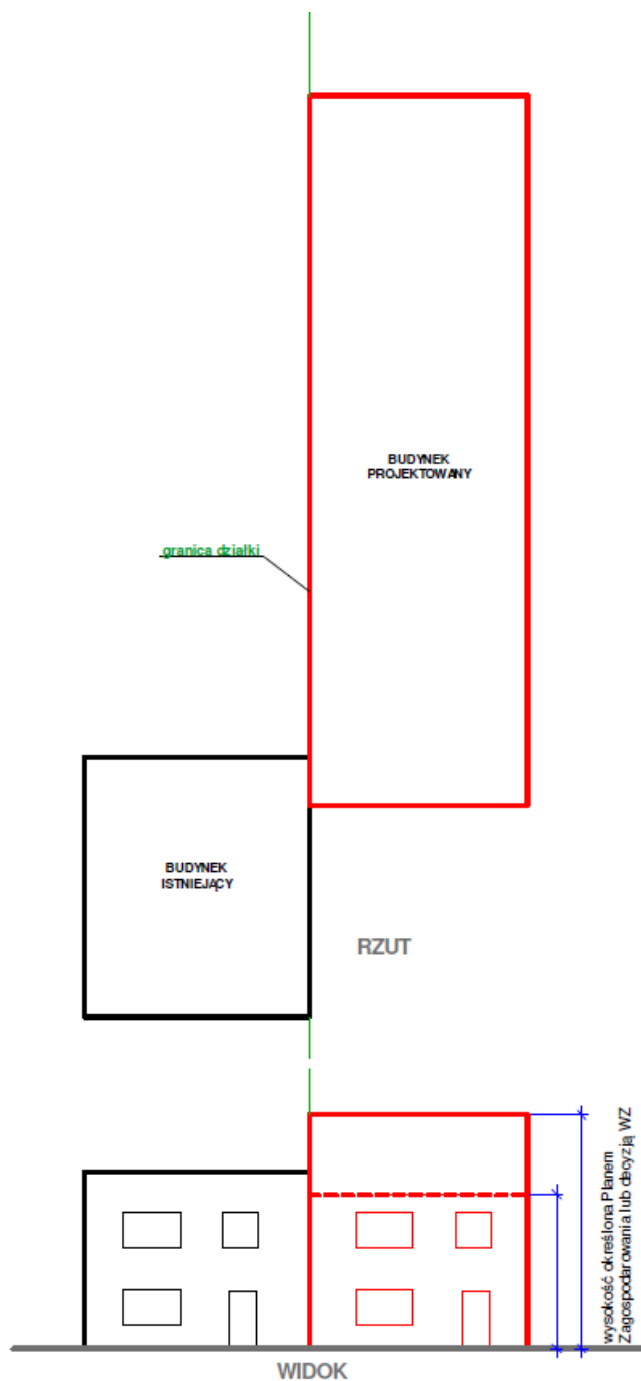 BUDYNEK
PROJEKTOWANY
granica działki
BUDYNEK
ISTNIEJĄCY
RZUT
wysokość określona Planem
Zagospodarowania lub decyzją WZ
WIDOK